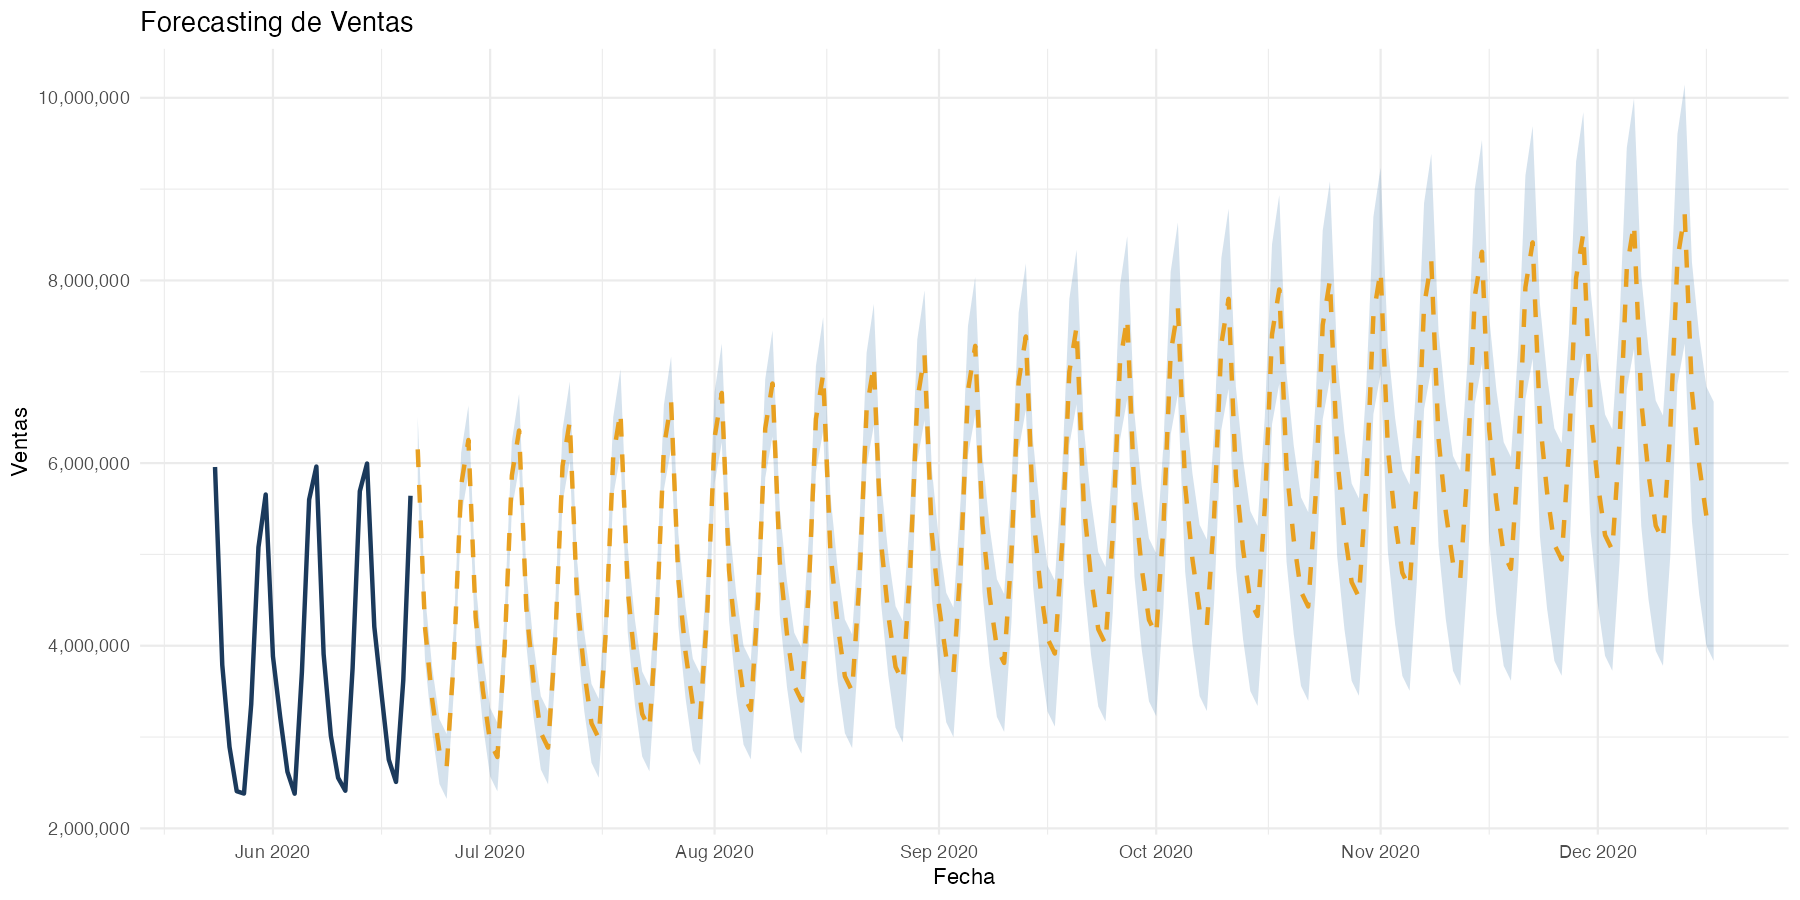 Forecasting de Ventas
10,000,000
8,000,000
6,000,000
4,000,000
2,000,000
Ventas
Jun 2020
Jul 2020
Aug 2020
Sep 2020
Oct 2020
Nov 2020
Dec 2020
Fecha